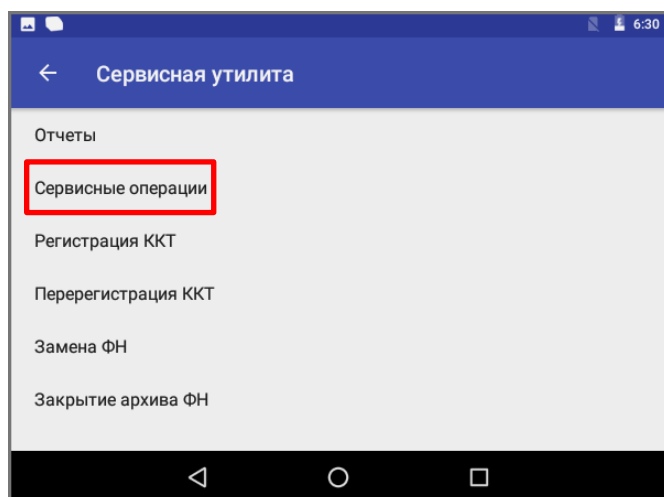 6:30
Сервисная утилита
Отчеты
Сервисные операции
Регистрация ККТ
Перерегистрация ККТ
Замена ФН
Закрытие архива ФН